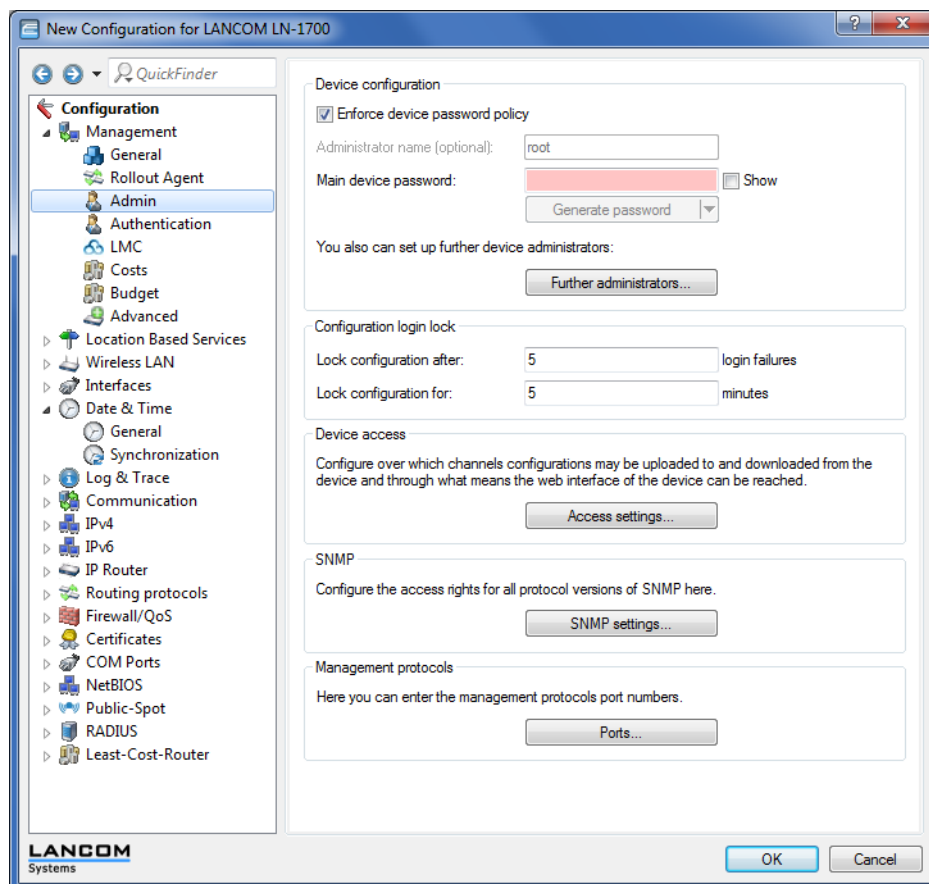 New Configuration for LANCOM LN-1700
QuickFinder
Configuration
Management
General
Rollout Agent
Admin
Authentication
LMC
Costs
Budget
Advanced
Location Based Services
Wireless LAN
Interfaces
Date & Time
General
Synchronization
Log & Trace
Communication
IPv4
IPv6
IP Router
Routing protocols
Firewall/QoS
Certificates
COM Ports
NetBIOS
Public-Spot
RADIUS
Least-Cost-Router
Device configuration
Enforce device password policy
Administrator name (optional): root
Main device password: Show
Generate password
You also can set up further device administrators:
Further administrators...
Configuration login lock
Lock configuration after: 5 login failures
Lock configuration for: 5 minutes
Device access
Configure over which channels configurations may be uploaded to and downloaded from the
device and through what means the web interface of the device can be reached.
Access settings...
SNMP
Configure the access rights for all protocol versions of SNMP here.
SNMP settings...
Management protocols
Here you can enter the management protocols port numbers.
Ports...
LANCOM
Systems
OK Cancel